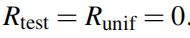 R_test = R_unif = 0.